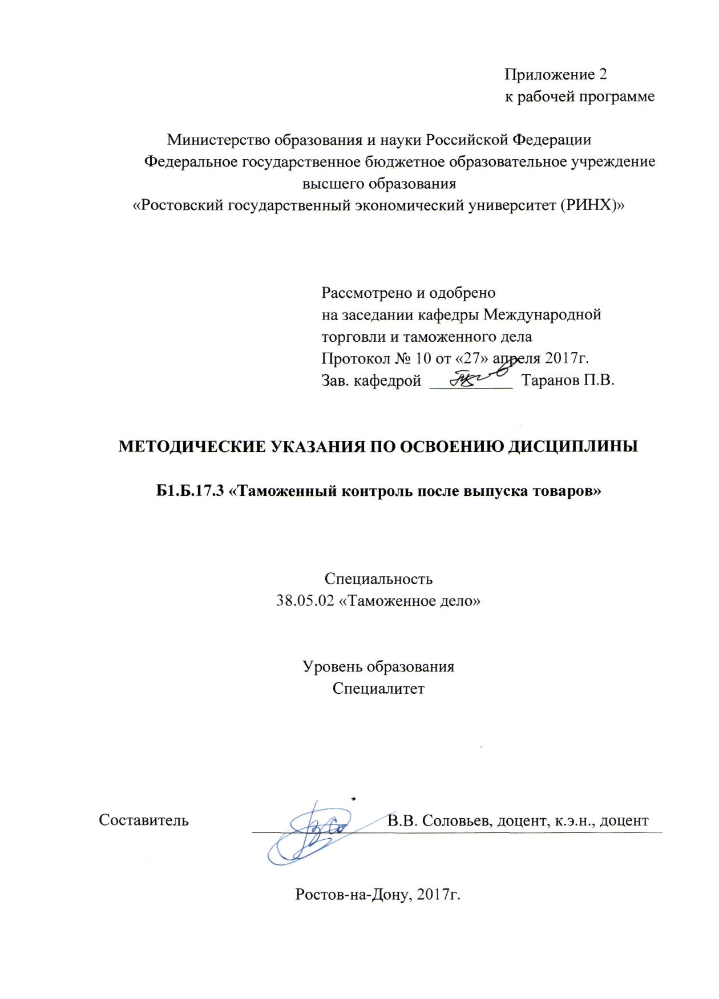 Приложение 2
к рабочей программе
Министерство образования и науки Российской Федерации
Федеральное государственное бюджетное образовательное учреждение
высшего образования
«Ростовский государственный экономический университет (РИНХ)»
Рассмотрено и одобрено
на заседании кафедры Международной
торговли и таможенного дела
Протокол № 10 от «27» апреля 2017г.
Зав. кафедрой Таранов П.В.
МЕТОДИЧЕСКИЕ УКАЗАНИЯ ПО ОСВОЕНИЮ ДИСЦИПЛИНЫ
Б1.Б.17.3 «Таможенный контроль после выпуска товаров»
Специальность
38.05.02 «Таможенное дело»
Уровень образования
Специалитет
Составитель В.В. Соловьев, доцент, к.э.н., доцент
Ростов-на-Дону, 2017г.